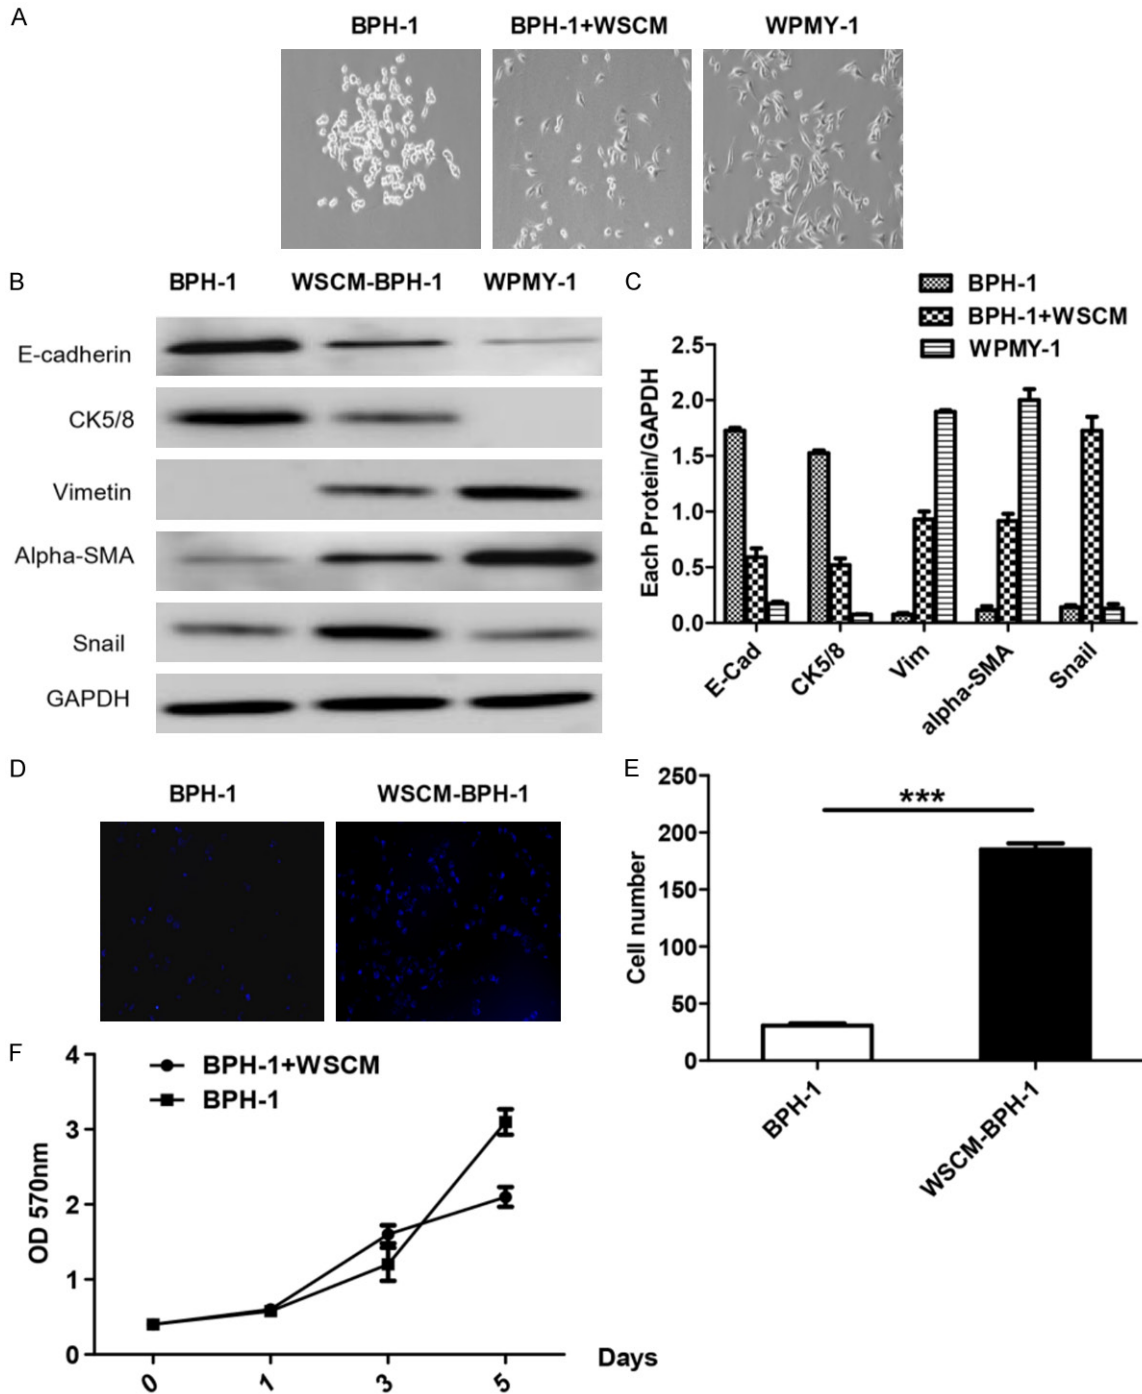 A
BPH-1 BPH-1+WSCM WPMY-1
B
BPH-1 WSCM-BPH-1 WPMY-1
E-cadherin
CK5/8
Vimetin
Alpha-SMA
Snail
GAPDH
C
BPH-1
BPH-1+WSCM
WPMY-1
Each Protein/GAPDH
2.5
2.0
1.5
1.0
0.5
0.0
E-Cad CK5/8 Vim alpha-SMA Snail
D
BPH-1 WSCM-BPH-1
E
Cell number
250
200
150
100
50
0
***
BPH-1 WSCM-BPH-1
F
BPH-1+WSCM
BPH-1
OD 570nm
4
3
2
1
0
0 1 3 5
Days